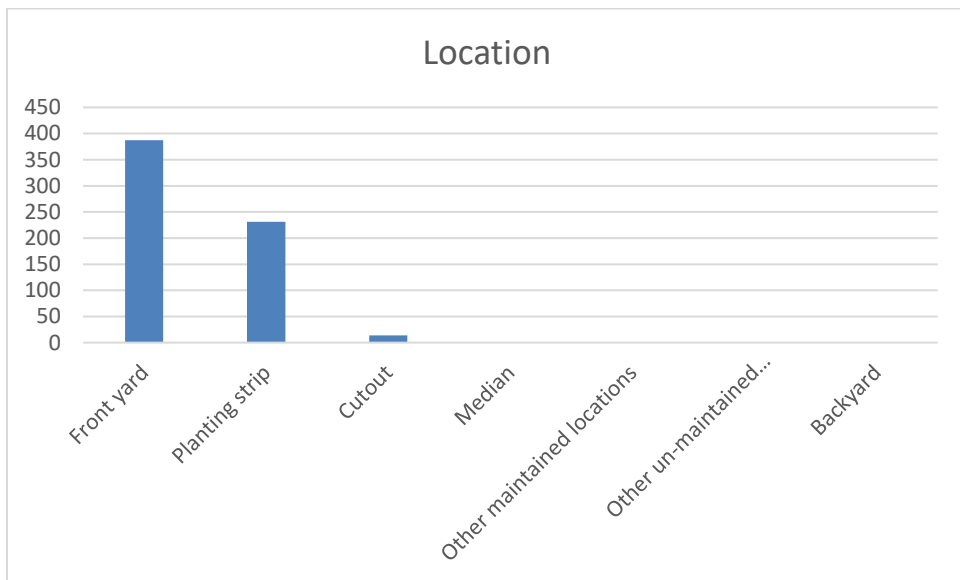 Location
450
400
350
300
250
200
150
100
50
0
Front yard
Planting strip
Cutout
Median
Other maintained locations
Other un-maintained...
Backyard